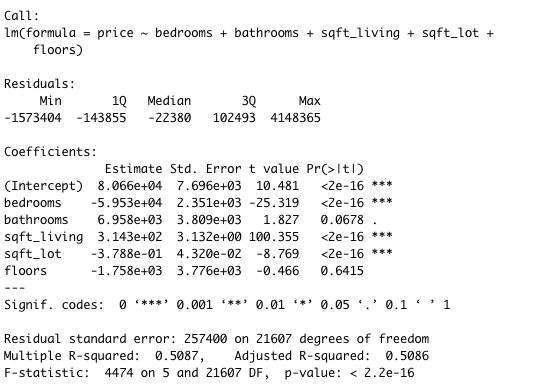 Call:
lm(formula = price ~ bedrooms + bathrooms + sqft_living + sqft_lot +
    floors)

Residuals:
     Min       1Q   Median       3Q      Max
-1573404  -143855   -22380   102493  4148365

Coefficients:
              Estimate Std. Error t value Pr(>|t|)
(Intercept)  8.066e+04  7.696e+03  10.481   <2e-16 ***
bedrooms    -5.953e+04  2.351e+03 -25.319   <2e-16 ***
bathrooms    6.958e+03  3.809e+03   1.827   0.0678 .
sqft_living  3.143e+02  3.132e+00 100.355   <2e-16 ***
sqft_lot    -3.788e-01  4.320e-02  -8.769   <2e-16 ***
floors      -1.758e+03  3.776e+03  -0.466   0.6415
---
Signif. codes:  0 ‘***’ 0.001 ‘**’ 0.01 ‘*’ 0.05 ‘.’ 0.1 ‘ ’ 1

Residual standard error: 257400 on 21607 degrees of freedom
Multiple R-squared:  0.5087,    Adjusted R-squared:  0.5086
F-statistic:  4474 on 5 and 21607 DF,  p-value: < 2.2e-16